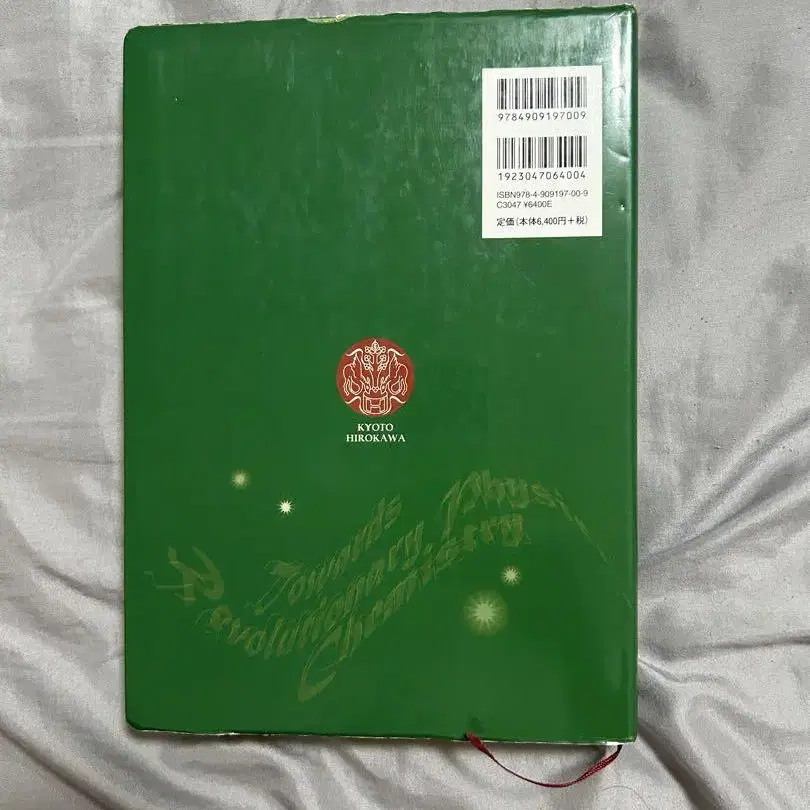 9784909197009
1923047064004
ISBN978-4-909197-00-9
C3047 ¥6400E
定価(本体6,400円+税)
KYOTO
HIROKAWA
Towards
Revolutionary Physi
Chemistry